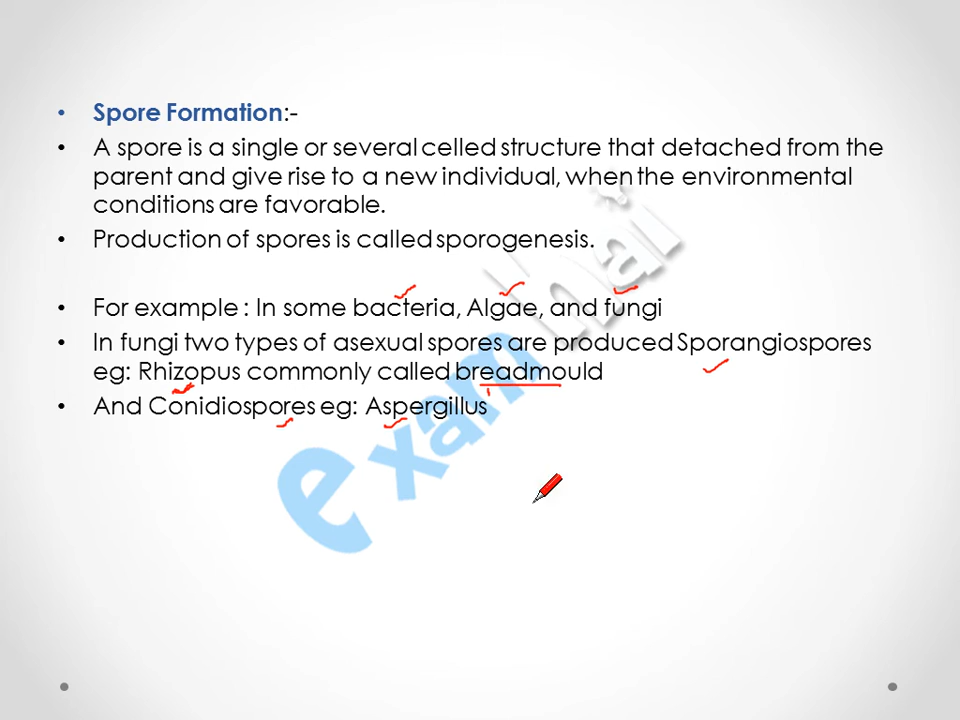 • Spore Formation:-
• A spore is a single or several celled structure that detached from the
parent and give rise to a new individual, when the environmental
conditions are favorable.
• Production of spores is called sporogenesis.
• For example : In some bacteria, Algae, and fungi
• In fungi two types of asexual spores are produced Sporangiospores
eg: Rhizopus commonly called breadmould
• And Conidiospores eg: Aspergillus
exam hai